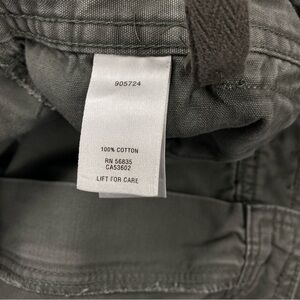 905724
100% COTTON
RN 56835
CA53602
LIFT FOR CARE